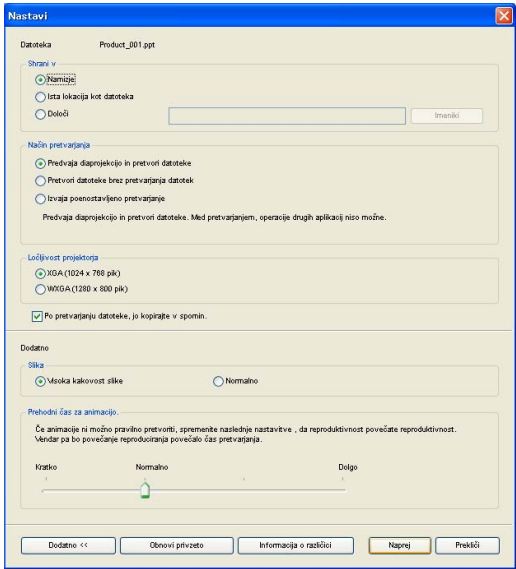 Nastavi
Datoteka Product_001.ppt
Shrani v
Namizje
Ista lokacija kot datoteka
Določi Imeniki
Način pretvarjanja
Predvaja diaprojekcijo in pretvori datoteke
Pretvori datoteke brez pretvarjanja datotek
Izvaja poenostavljeno pretvarjanje
Predvaja diaprojekcijo in pretvori datoteke. Med pretvarjanjem, operacije drugih aplikacij niso možne.
Ločljivost projektorja
XGA (1024 x 768 pik)
WXGA (1280 x 800 pik)
Po pretvarjanju datoteke, jo kopirajte v spomin.
Dodatno
Slika
Visoka kakovost slike Normalno
Prehodni čas za animacijo.
Če animacije ni možno pravilno pretvoriti, spremenite naslednje nastavitve , da reproduktivnost povečate reproduktivnost.
Vendar pa bo povečanje reproduciranja povečalo čas pretvarjanja.
Kratko Normalno Dolgo
Dodatno << Obnovi privzeto Informacija o različici Naprej Prekliči